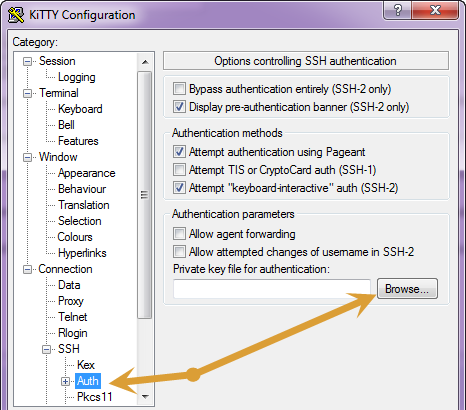 KiTTY Configuration
Category:
Session
Logging
Terminal
Keyboard
Bell
Features
Window
Appearance
Behaviour
Translation
Selection
Colours
Hyperlinks
Connection
Data
Proxy
Telnet
Rlogin
SSH
Kex
Auth
Pkcs11
Options controlling SSH authentication
Bypass authentication entirely (SSH-2 only)
Display pre-authentication banner (SSH-2 only)
Authentication methods
Attempt authentication using Pageant
Attempt TIS or CryptoCard auth (SSH-1)
Attempt "keyboard-interactive" auth (SSH-2)
Authentication parameters
Allow agent forwarding
Allow attempted changes of username in SSH-2
Private key file for authentication:
Browse...